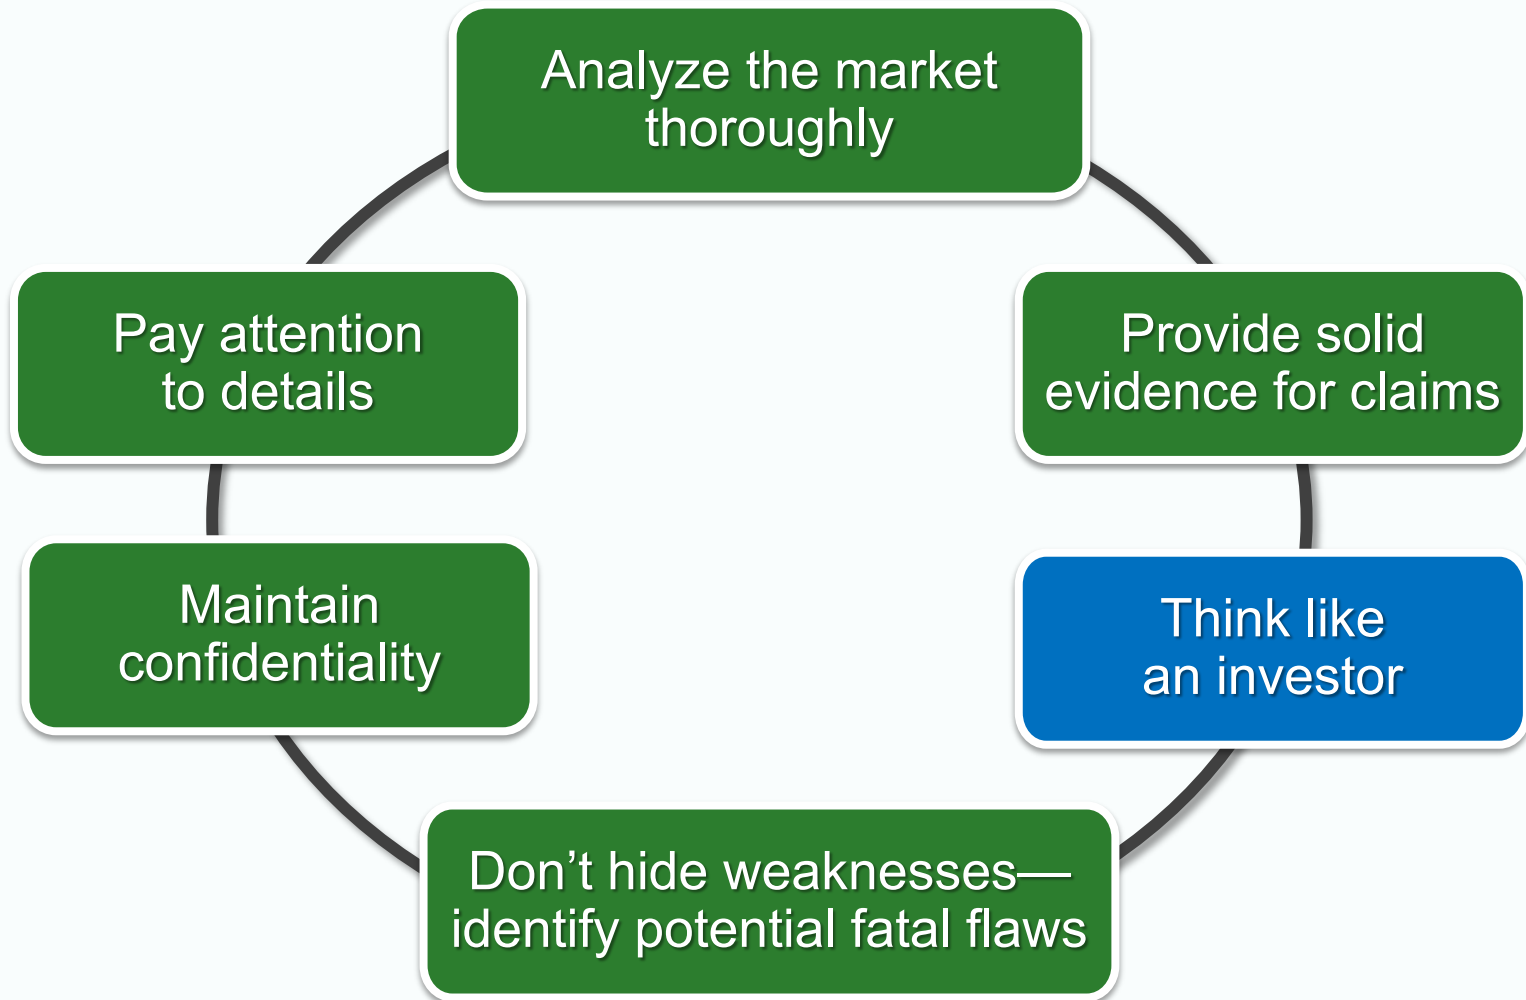 Analyze the market
thoroughly
Provide solid
evidence for claims
Think like
an investor
Don’t hide weaknesses—
identify potential fatal flaws
Maintain
confidentiality
Pay attention
to details